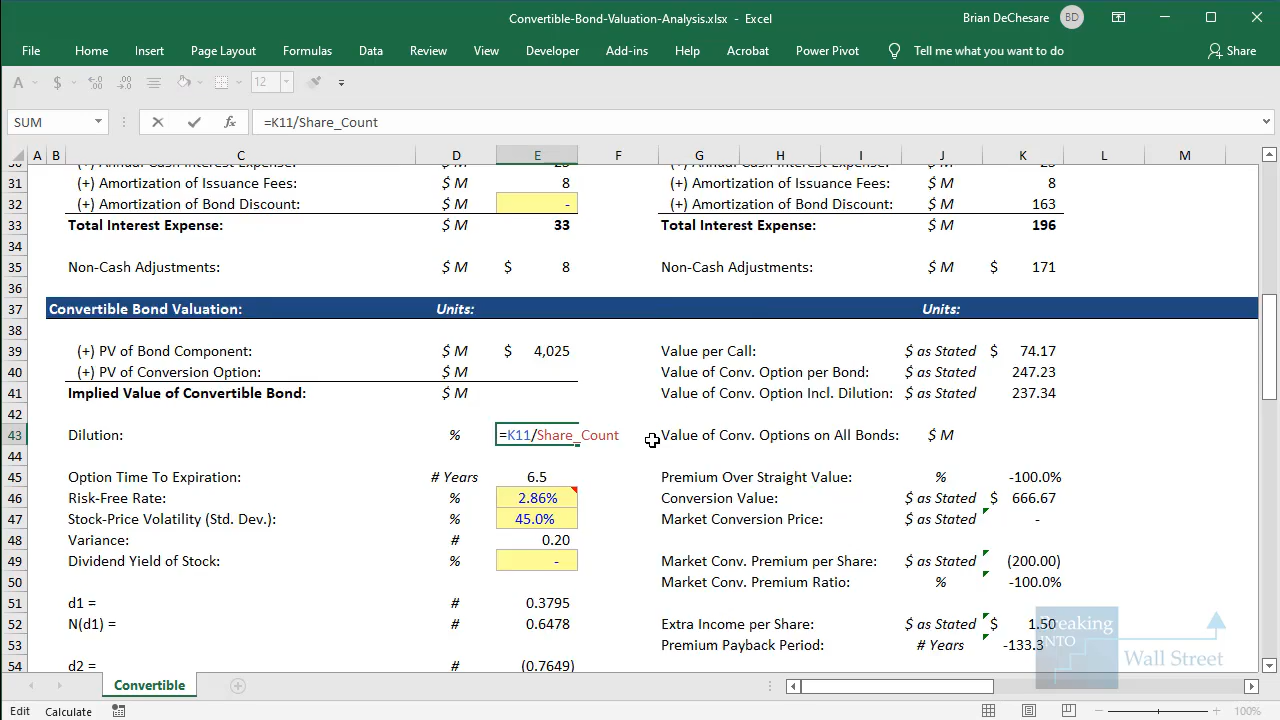 Convertible-Bond-Valuation-Analysis.xlsx - Excel
Brian DeChesare BD
File Home Insert Page Layout Formulas Data Review View Developer Add-ins Help Acrobat Power Pivot Tell me what you want to do Share
A $ 12
SUM =K11/Share_Count
A B C D E F G H I J K L M
31 (+) Amortization of Issuance Fees: $ M 8 (+) Amortization of Issuance Fees: $ M 8
32 (+) Amortization of Bond Discount: $ M - (+) Amortization of Bond Discount: $ M 163
33 Total Interest Expense: $ M 33 Total Interest Expense: $ M 196
34
35 Non-Cash Adjustments: $ M $ 8 Non-Cash Adjustments: $ M $ 171
36
37 Convertible Bond Valuation: Units: Units:
38
39 (+) PV of Bond Component: $ M $ 4,025 Value per Call: $ as Stated $ 74.17
40 (+) PV of Conversion Option: $ M Value of Conv. Option per Bond: $ as Stated 247.23
41 Implied Value of Convertible Bond: $ M Value of Conv. Option Incl. Dilution: $ as Stated 237.34
42
43 Dilution: % =K11/Share_Count Value of Conv. Options on All Bonds: $ M
44
45 Option Time To Expiration: # Years 6.5 Premium Over Straight Value: % -100.0%
46 Risk-Free Rate: % 2.86% Conversion Value: $ as Stated $ 666.67
47 Stock-Price Volatility (Std. Dev.): % 45.0% Market Conversion Price: $ as Stated -
48 Variance: # 0.20
49 Dividend Yield of Stock: % - Market Conv. Premium per Share: $ as Stated (200.00)
50 Market Conv. Premium Ratio: % -100.0%
51 d1 = # 0.3795
52 N(d1) = # 0.6478 Extra Income per Share: $ as Stated $ 1.50
53 Premium Payback Period: # Years -133.3
54 d2 = # (0.7649)
Breaking INTO Wall Street
Convertible
Edit Calculate 100%